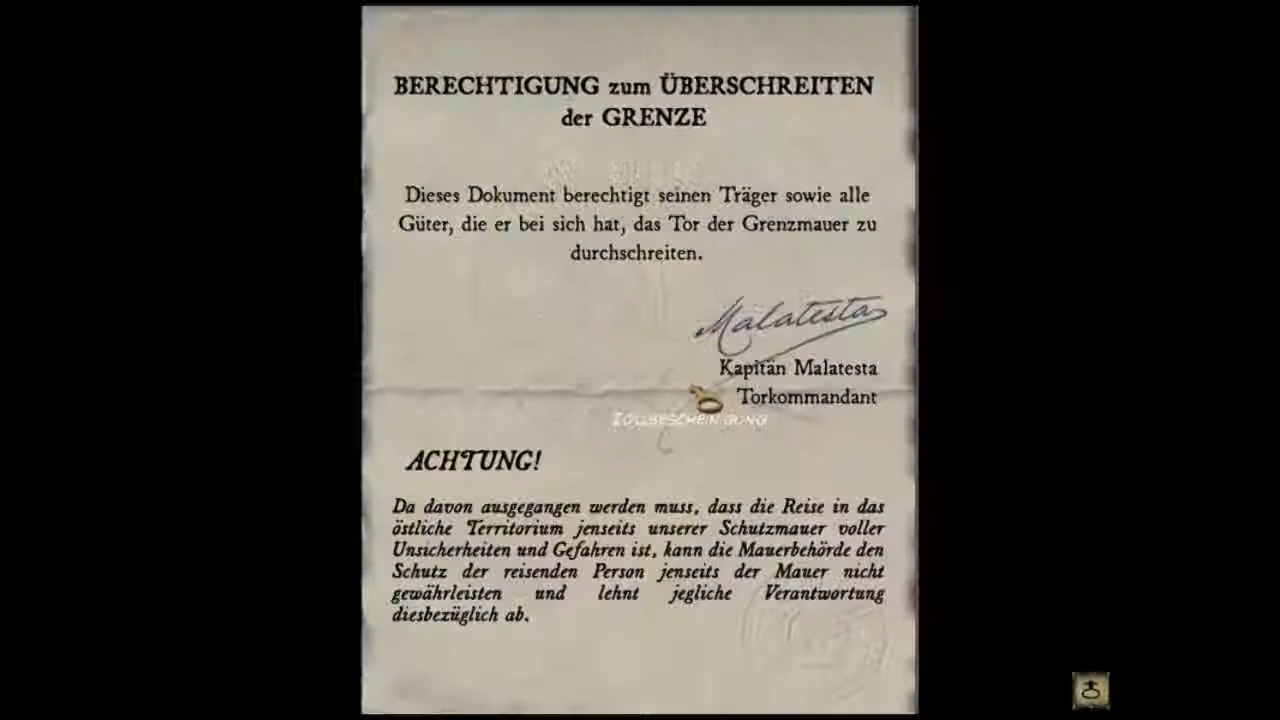 BERECHTIGUNG zum ÜBERSCHREITEN
der GRENZE
Dieses Dokument berechtigt seinen Träger sowie alle
Güter, die er bei sich hat, das Tor der Grenzmauer zu
durchschreiten.
Malatesta
Kapitän Malatesta
Torkommandant
ZOLLBESCHEINIGUNG
ACHTUNG!
Da davon ausgegangen werden muss, dass die Reise in das
östliche Territorium jenseits unserer Schutzmauer voller
Unsicherheiten und Gefahren ist, kann die Mauerbehörde den
Schutz der reisenden Person jenseits der Mauer nicht
gewährleisten und lehnt jegliche Verantwortung
diesbezüglich ab.